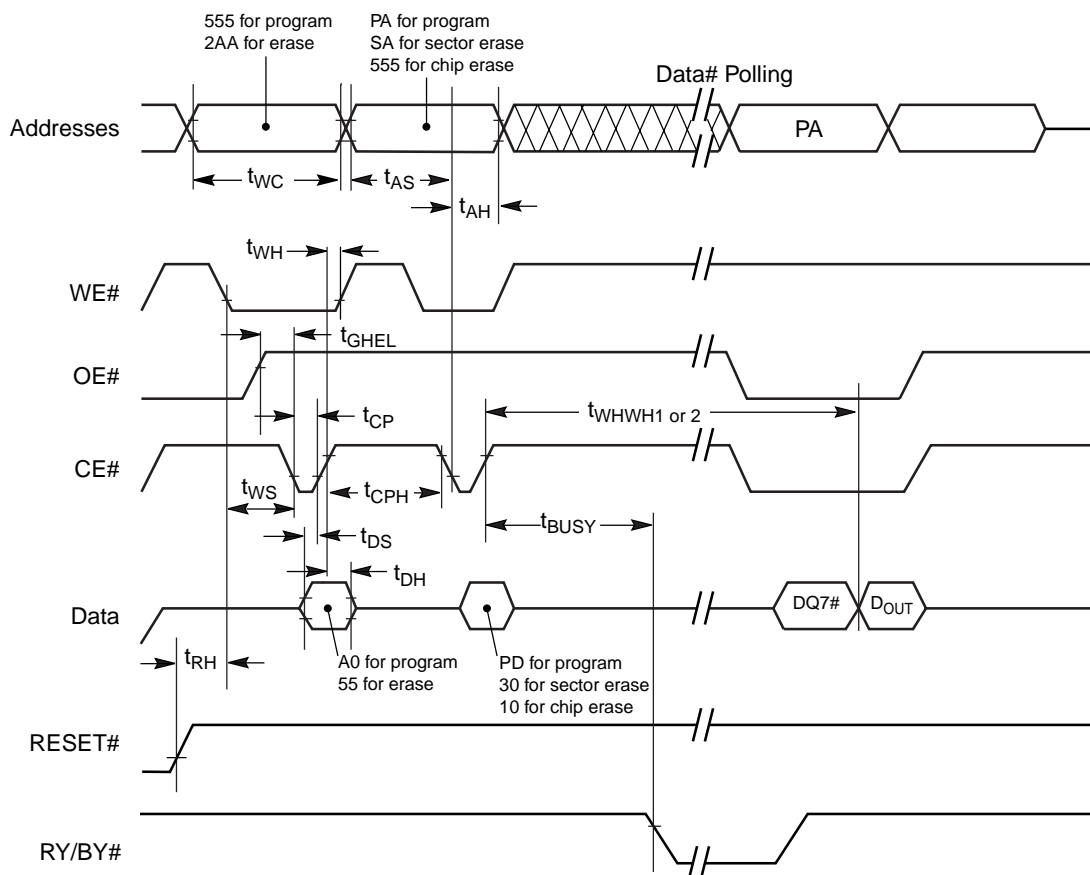 555 for program
2AA for erase
PA for program
SA for sector erase
555 for chip erase
Data# Polling
Addresses
PA
tWC
tAS
tAH
tWH
WE#
tGHEL
OE#
tWHWH1 or 2
tCP
CE#
tWS
tCPH
tBUSY
tDS
tDH
Data
DQ7#
DOUT
tRH
A0 for program
55 for erase
PD for program
30 for sector erase
10 for chip erase
RESET#
RY/BY#